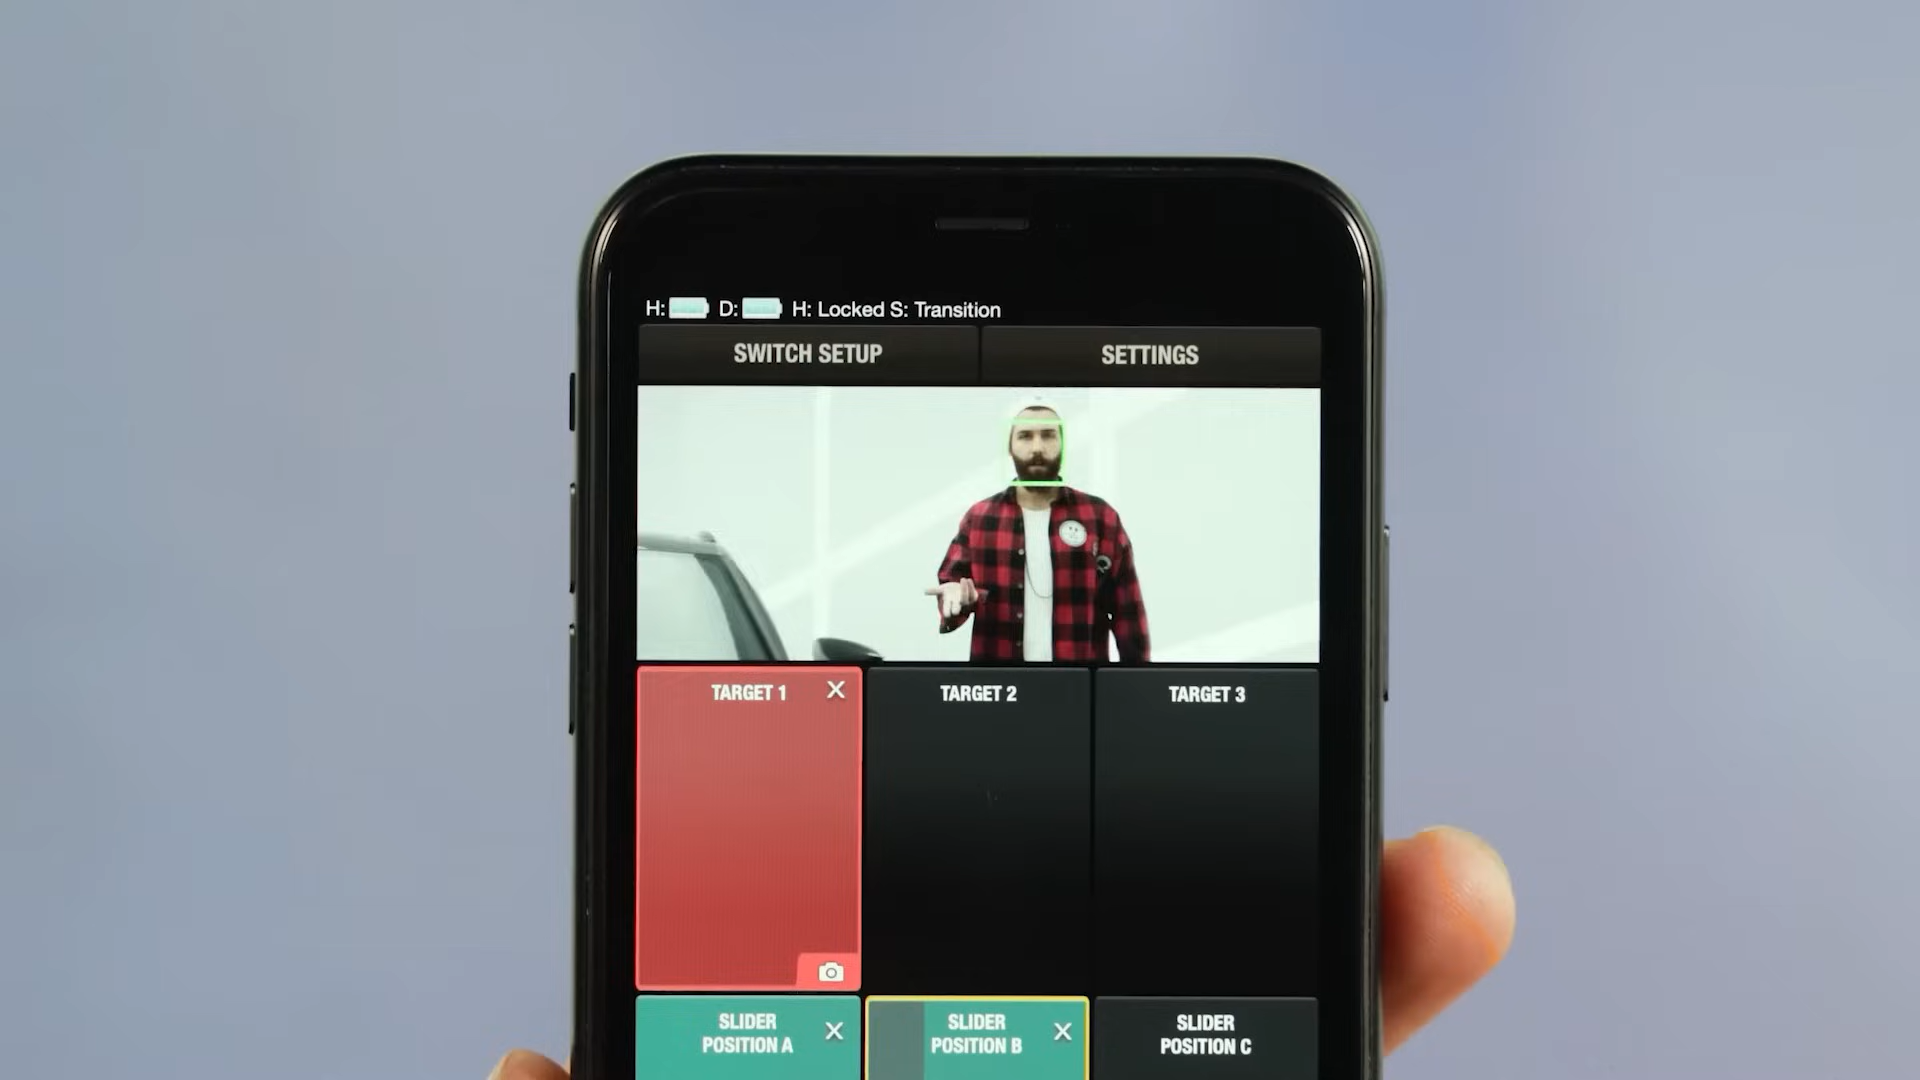 H: D: H: Locked S: Transition
SWITCH SETUP
SETTINGS
TARGET 1 X
TARGET 2
TARGET 3
SLIDER
POSITION A X
SLIDER
POSITION B X
SLIDER
POSITION C